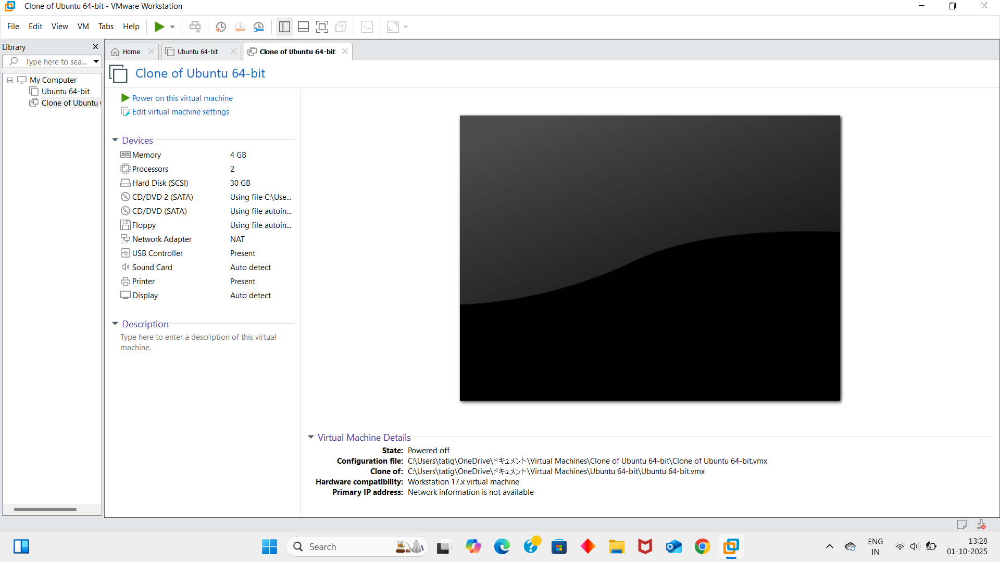 Clone of Ubuntu 64-bit - VMware Workstation
File Edit View VM Tabs Help
Library
Type here to sea...
My Computer
Ubuntu 64-bit
Clone of Ubuntu
Home
Ubuntu 64-bit
Clone of Ubuntu 64-bit
Clone of Ubuntu 64-bit
Power on this virtual machine
Edit virtual machine settings
Devices
Memory 4 GB
Processors 2
Hard Disk (SCSI) 30 GB
CD/DVD 2 (SATA) Using file C:\Use...
CD/DVD (SATA) Using file autoin...
Floppy Using file autoin...
Network Adapter NAT
USB Controller Present
Sound Card Auto detect
Printer Present
Display Auto detect
Description
Type here to enter a description of this virtual
machine.
Virtual Machine Details
State: Powered off
Configuration file: C:\Users\tatig\OneDrive\ドキュメント\Virtual Machines\Clone of Ubuntu 64-bit\Clone of Ubuntu 64-bit.vmx
Clone of: C:\Users\tatig\OneDrive\ドキュメント\Virtual Machines\Ubuntu 64-bit\Ubuntu 64-bit.vmx
Hardware compatibility: Workstation 17.x virtual machine
Primary IP address: Network information is not available
Search
ENG
IN
13:28
01-10-2025